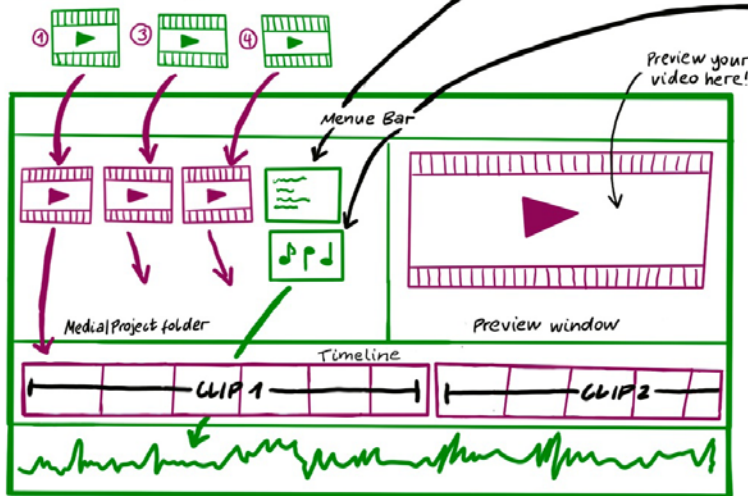 1
3
4
Preview your
video here!
Menue Bar
Media/Project folder
Preview window
Timeline
CLIP 1
CLIP 2